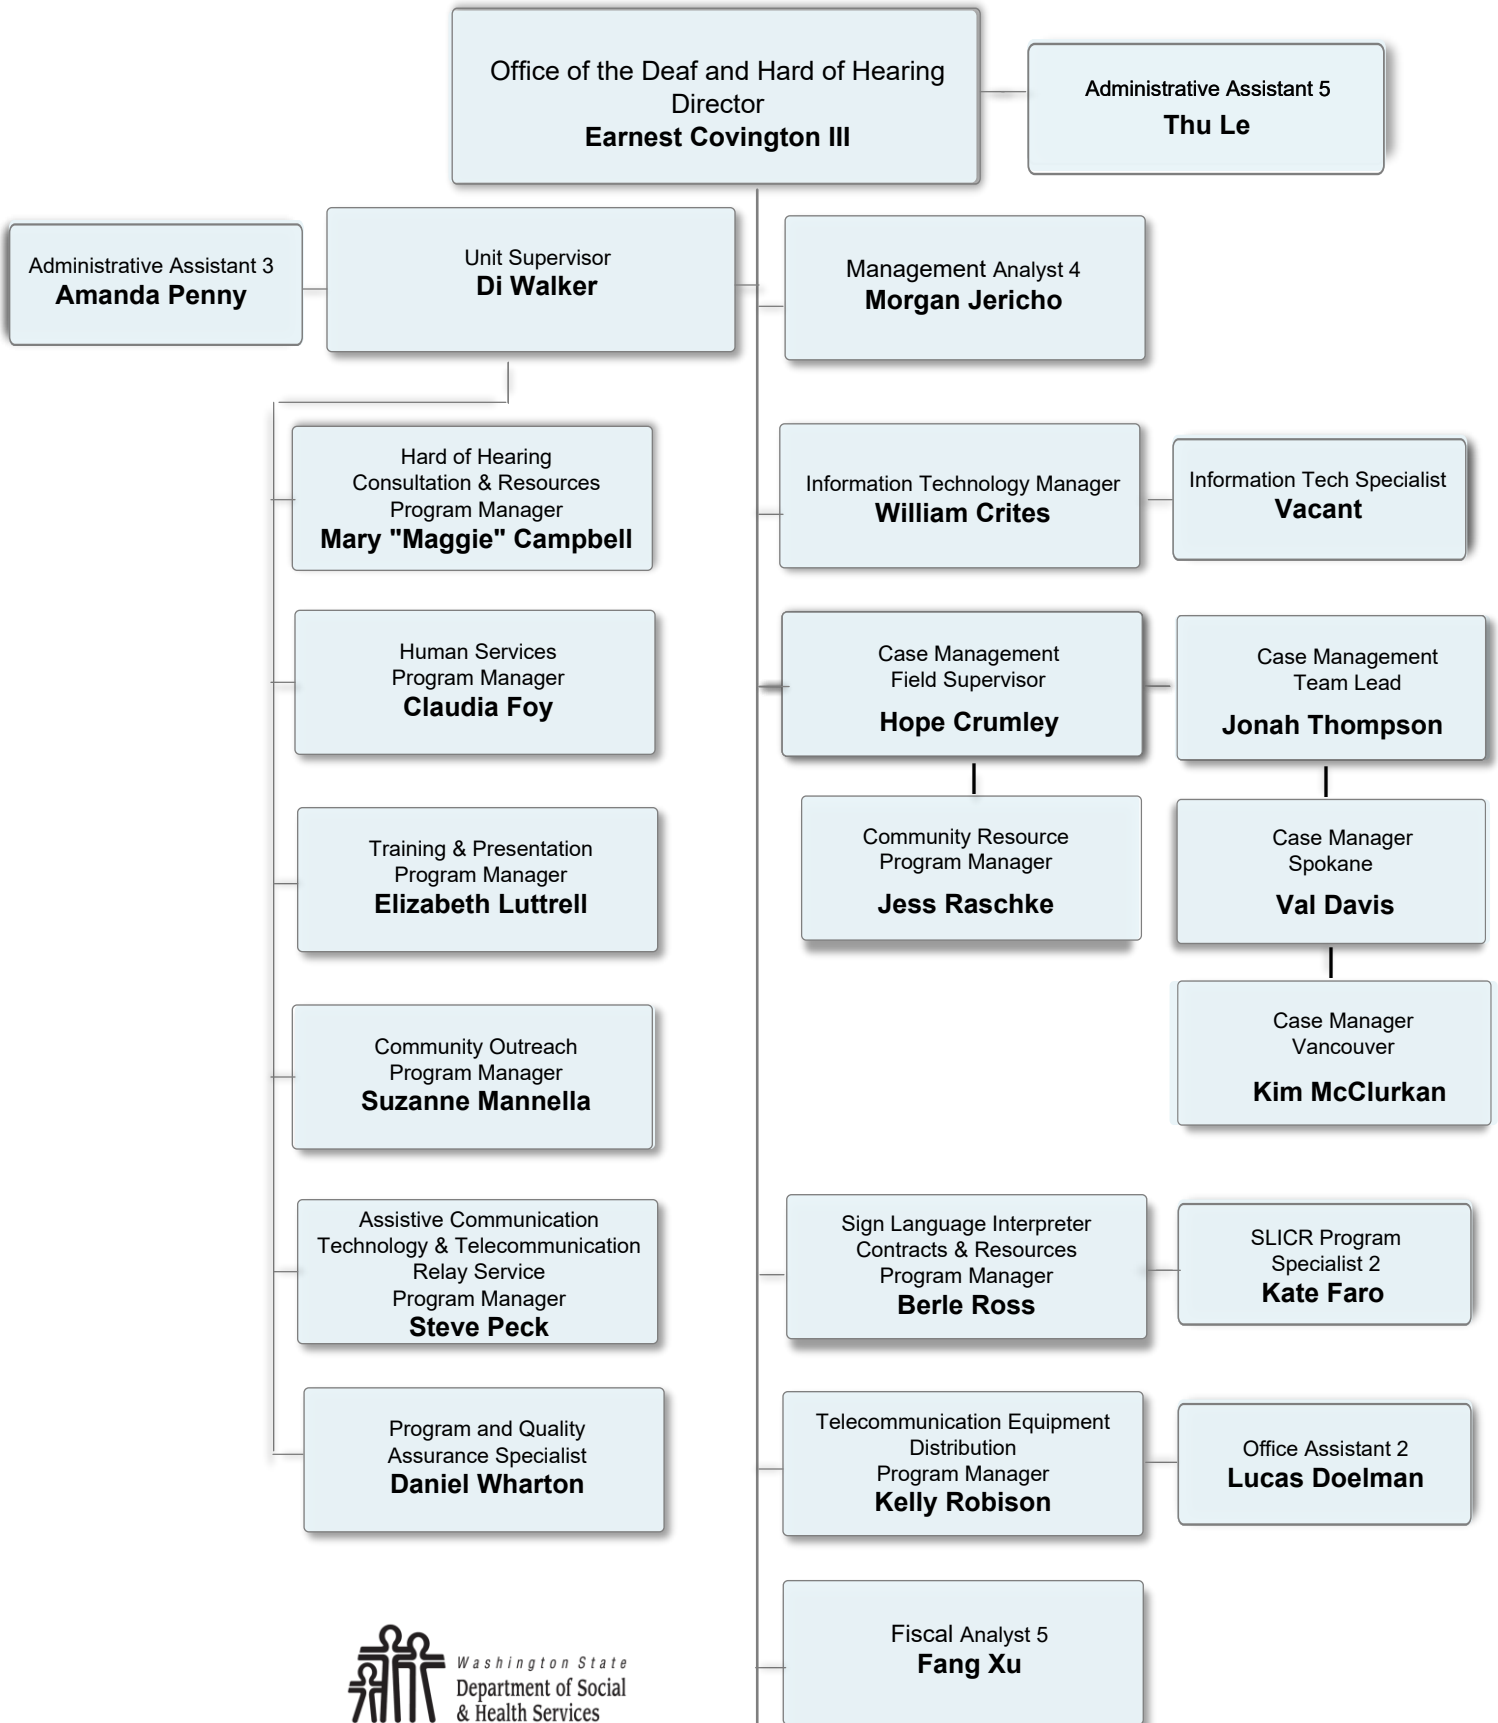 Office of the Deaf and Hard of Hearing
Director
Earnest Covington III
Administrative Assistant 5
Thu Le
Administrative Assistant 3
Amanda Penny
Unit Supervisor
Di Walker
Management Analyst 4
Morgan Jericho
Hard of Hearing
Consultation & Resources
Program Manager
Mary "Maggie" Campbell
Information Technology Manager
William Crites
Information Tech Specialist
Vacant
Human Services
Program Manager
Claudia Foy
Case Management
Field Supervisor
Hope Crumley
Case Management
Team Lead
Jonah Thompson
Training & Presentation
Program Manager
Elizabeth Luttrell
Community Resource
Program Manager
Jess Raschke
Case Manager
Spokane
Val Davis
Community Outreach
Program Manager
Suzanne Mannella
Case Manager
Vancouver
Kim McClurkan
Assistive Communication
Technology & Telecommunication
Relay Service
Program Manager
Steve Peck
Sign Language Interpreter
Contracts & Resources
Program Manager
Berle Ross
SLICR Program
Specialist 2
Kate Faro
Program and Quality
Assurance Specialist
Daniel Wharton
Telecommunication Equipment
Distribution
Program Manager
Kelly Robison
Office Assistant 2
Lucas Doelman
Fiscal Analyst 5
Fang Xu
Washington State
Department of Social
& Health Services